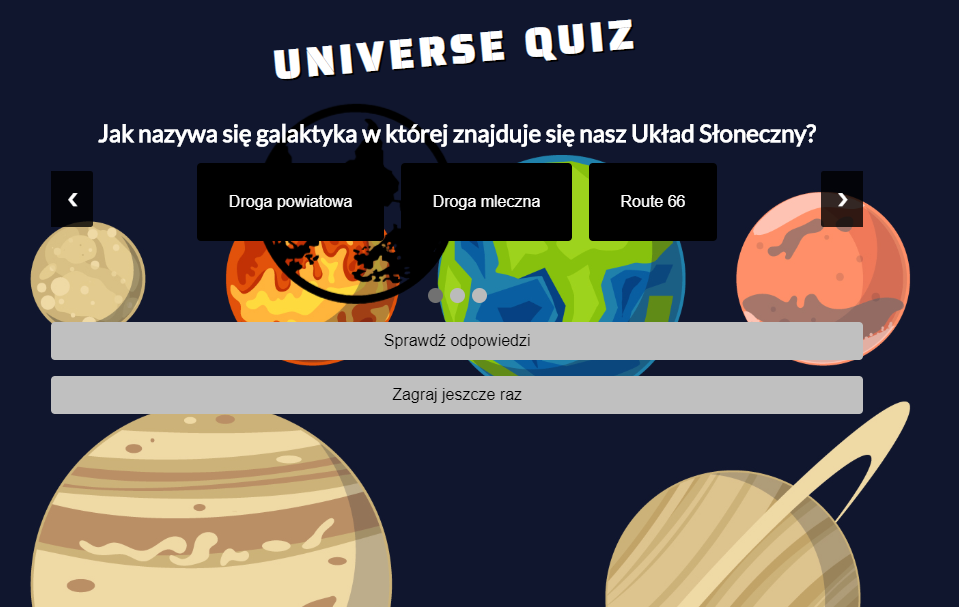 UNIVERSE QUIZ
Jak nazywa się galaktyka w której znajduje się nasz Układ Słoneczny?
‹
Droga powiatowa
Droga mleczna
Route 66
›
Sprawdź odpowiedzi
Zagraj jeszcze raz